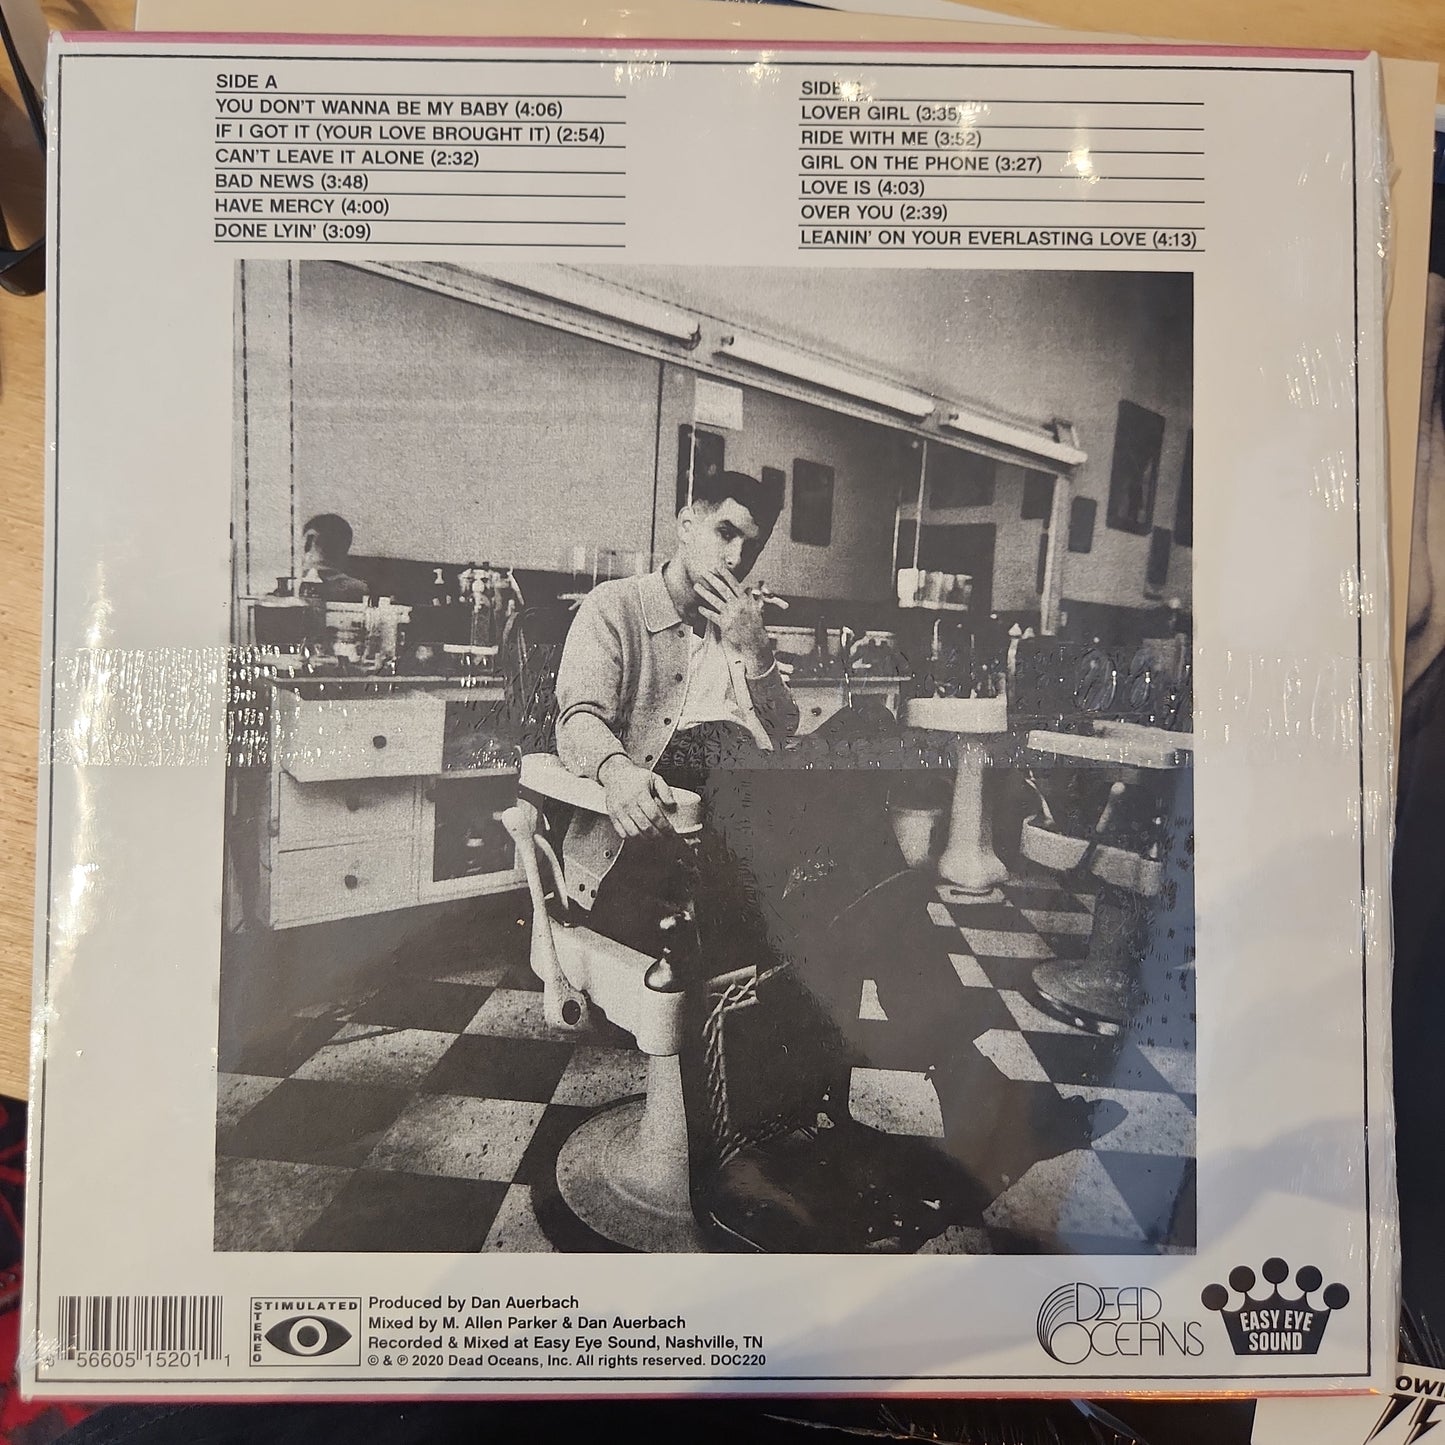 SIDE A
YOU DON'T WANNA BE MY BABY (4:06)
IF I GOT IT (YOUR LOVE BROUGHT IT) (2:54)
CAN'T LEAVE IT ALONE (2:32)
BAD NEWS (3:48)
HAVE MERCY (4:00)
DONE LYIN' (3:09)
SIDE
LOVER GIRL (3:35)
RIDE WITH ME (3:52)
GIRL ON THE PHONE (3:27)
LOVE IS (4:03)
OVER YOU (2:39)
LEANIN' ON YOUR EVERLASTING LOVE (4:13)
56605 15201 1
STIMULATED
STEREO
Produced by Dan Auerbach
Mixed by M. Allen Parker & Dan Auerbach
Recorded & Mixed at Easy Eye Sound, Nashville, TN
© & ℗ 2020 Dead Oceans, Inc. All rights reserved. DOC220
DEAD
OCEANS
EASY EYE
SOUND